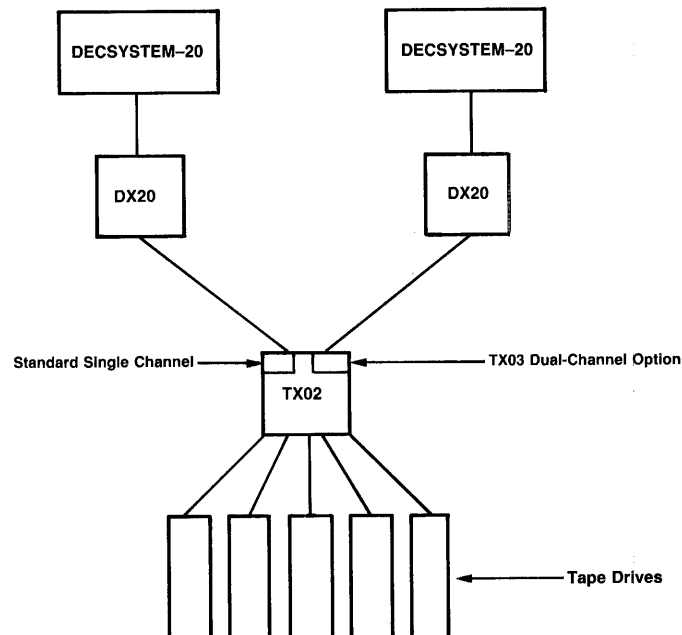 DECSYSTEM–20
DECSYSTEM–20
DX20
DX20
Standard Single Channel
TX03 Dual-Channel Option
TX02
Tape Drives